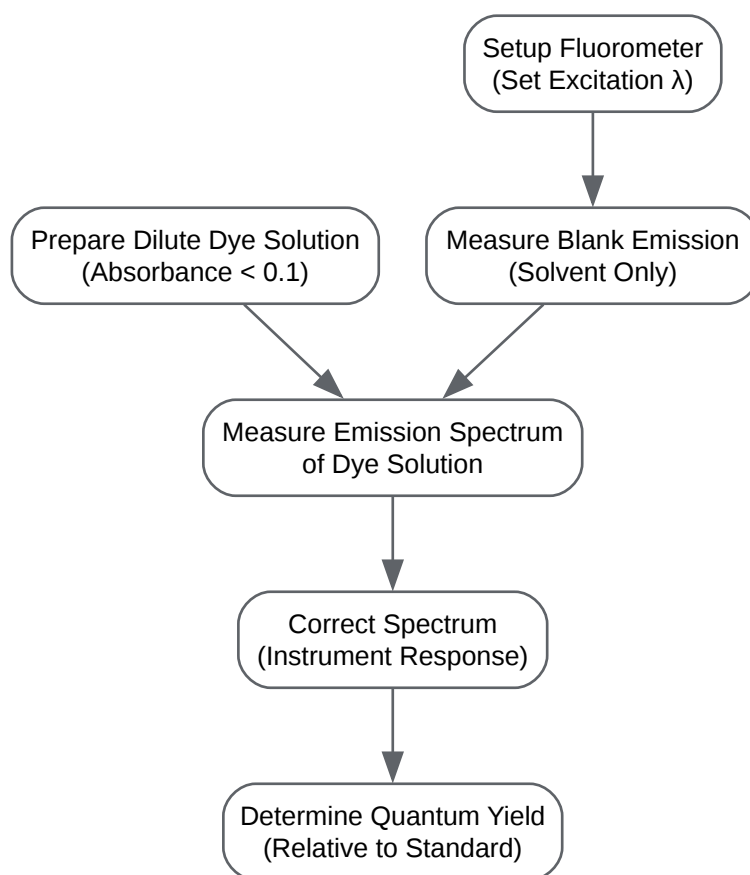 Setup Fluorometer
(Set Excitation λ)
Prepare Dilute Dye Solution
(Absorbance < 0.1)
Measure Blank Emission
(Solvent Only)
Measure Emission Spectrum
of Dye Solution
Correct Spectrum
(Instrument Response)
Determine Quantum Yield
(Relative to Standard)